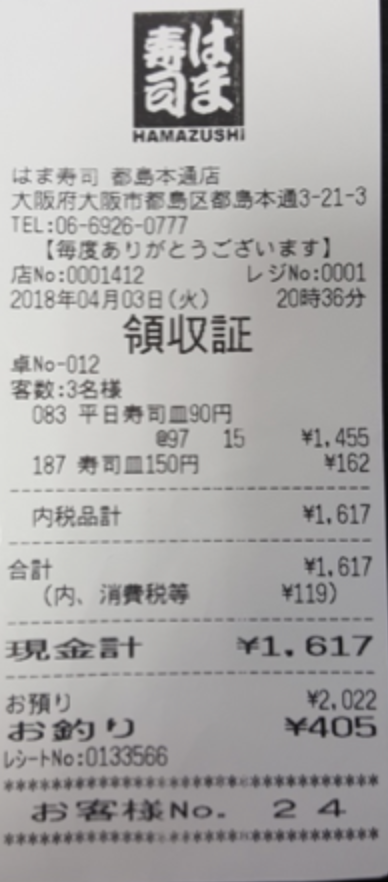 はま
寿司
HAMAZUSHI
はま寿司 都島本通店
大阪府大阪市都島区都島本通3-21-3
TEL:06-6926-0777
【毎度ありがとうございます】
店No:0001412 レジNo:0001
2018年04月03日(火) 20時36分
領収証
卓No-012
客数:3名様
083 平日寿司皿90円
@97 15 ¥1,455
187 寿司皿150円 ¥162
内税品計 ¥1,617
合計 ¥1,617
(内、消費税等 ¥119)
現金計 ¥1,617
お預り ¥2,022
お釣り ¥405
レシートNo:0133566
****************************************
お客様No. 24
****************************************